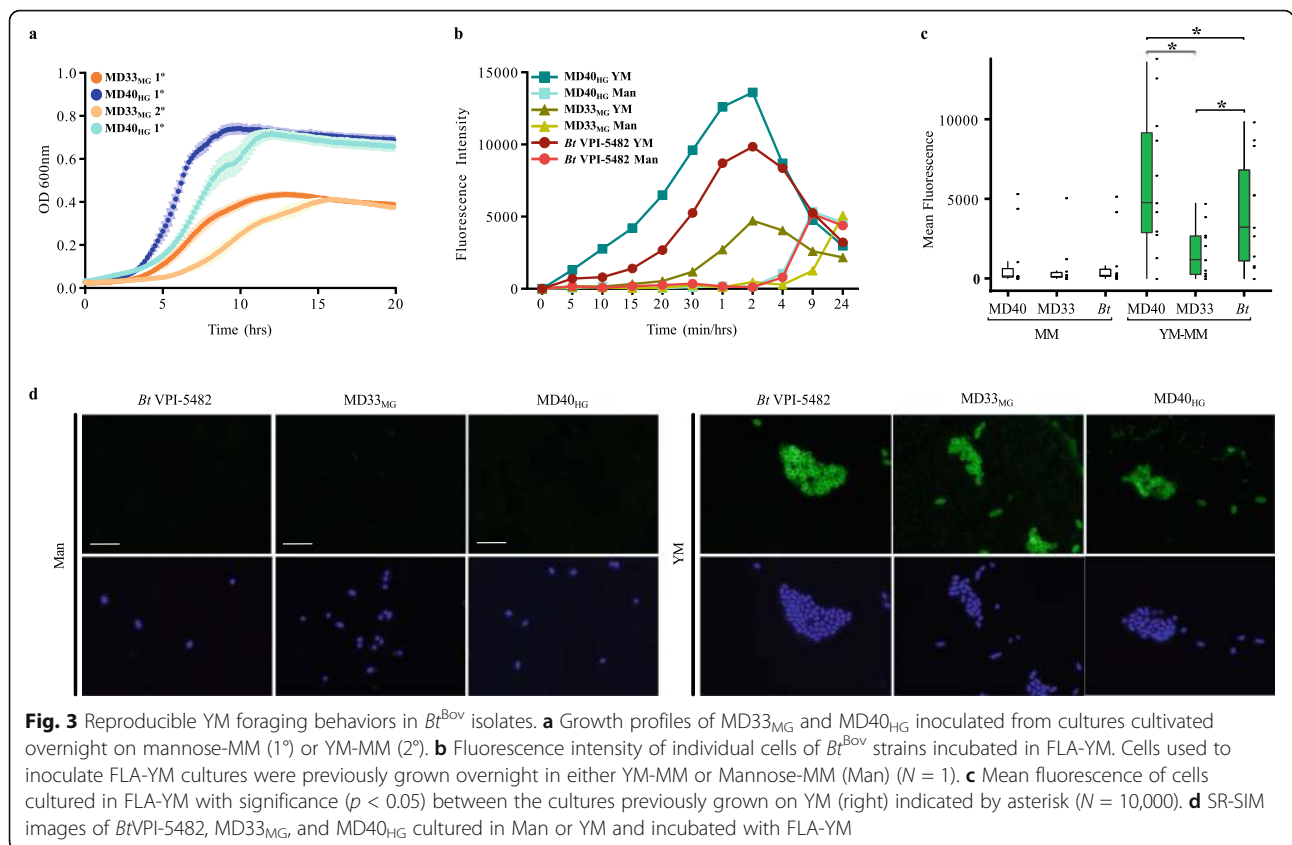 a
MD33MG 1°
MD40HG 1°
MD33MG 2°
MD40HG 1°
1.0
0.8
0.6
0.4
0.2
0.0
OD 600nm
0 5 10 15 20
Time (hrs)
b
MD40HG YM
MD40HG Man
MD33MG YM
MD33MG Man
Bt VPI-5482 YM
Bt VPI-5482 Man
15000
10000
5000
0
Fluorescence Intensity
0 5 10 15 20 30 1 2 4 9 24
Time (min/hrs)
c
* * *
10000
5000
0
Mean Fluorescence
MD40 MD33 Bt MD40 MD33 Bt
MM YM-MM
d
Bt VPI-5482 MD33MG MD40HG
Man
Bt VPI-5482 MD33MG MD40HG
YM
Fig. 3 Reproducible YM foraging behaviors in BtBov isolates. a Growth profiles of MD33MG and MD40HG inoculated from cultures cultivated
overnight on mannose-MM (1°) or YM-MM (2°). b Fluorescence intensity of individual cells of BtBov strains incubated in FLA-YM. Cells used to
inoculate FLA-YM cultures were previously grown overnight in either YM-MM or Mannose-MM (Man) (N = 1). c Mean fluorescence of cells
cultured in FLA-YM with significance (p < 0.05) between the cultures previously grown on YM (right) indicated by asterisk (N = 10,000). d SR-SIM
images of BtVPI-5482, MD33MG, and MD40HG cultured in Man or YM and incubated with FLA-YM